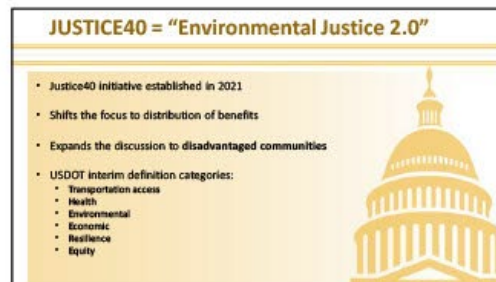 JUSTICE40 = “Environmental Justice 2.0”
• Justice40 initiative established in 2021
• Shifts the focus to distribution of benefits
• Expands the discussion to disadvantaged communities
• USDOT interim definition categories:
• Transportation access
• Health
• Environmental
• Economic
• Resilience
• Equity